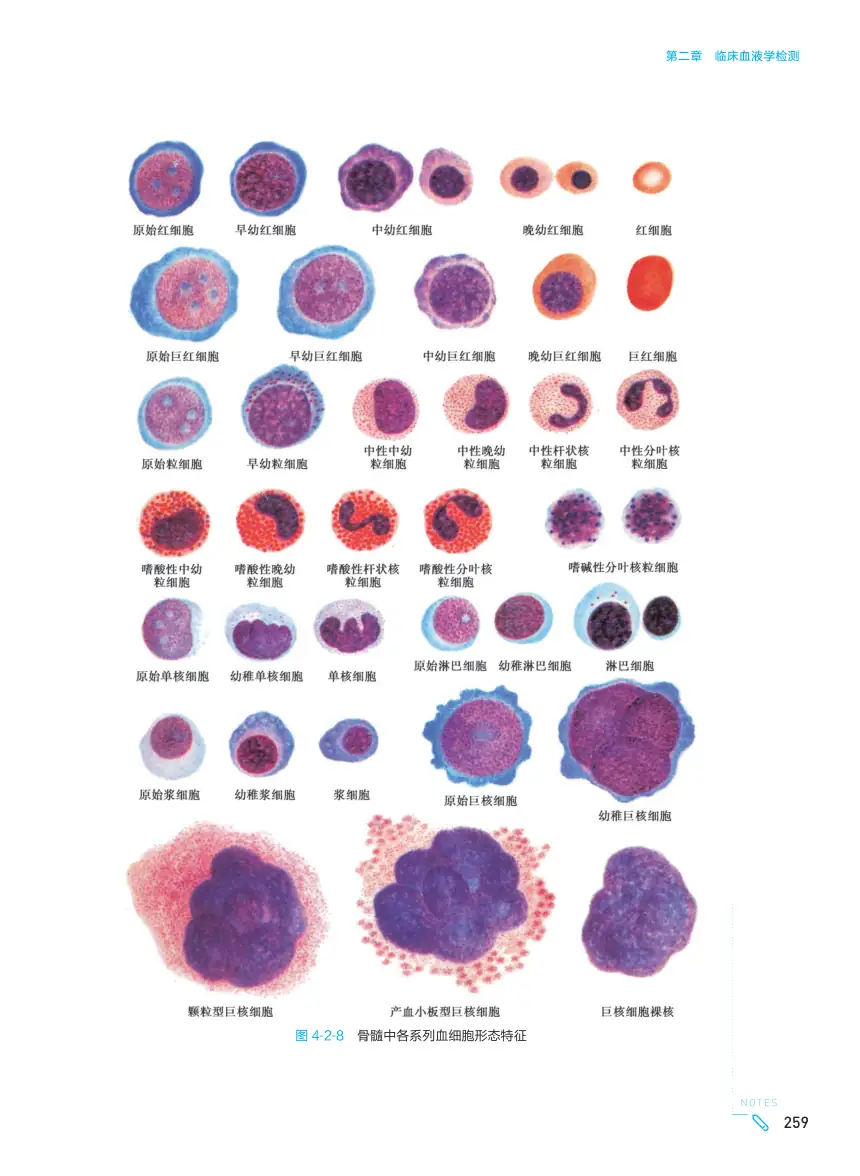 第二章 临床血液学检测
原始红细胞 早幼红细胞 中幼红细胞 晚幼红细胞 红细胞
原始巨红细胞 早幼巨红细胞 中幼巨红细胞 晚幼巨红细胞 巨红细胞
原始粒细胞 早幼粒细胞 中性中幼 中性晚幼 中性杆状核 中性分叶核
粒细胞 粒细胞 粒细胞 粒细胞
嗜酸性中幼 嗜酸性晚幼 嗜酸性杆状核 嗜酸性分叶核 嗜碱性分叶核粒细胞
粒细胞 粒细胞 粒细胞 粒细胞
原始单核细胞 幼稚单核细胞 单核细胞 原始淋巴细胞 幼稚淋巴细胞 淋巴细胞
原始浆细胞 幼稚浆细胞 浆细胞 原始巨核细胞
幼稚巨核细胞
颗粒型巨核细胞 产血小板型巨核细胞 巨核细胞裸核
图 4-2-8 骨髓中各系列血细胞形态特征
NOTES
259